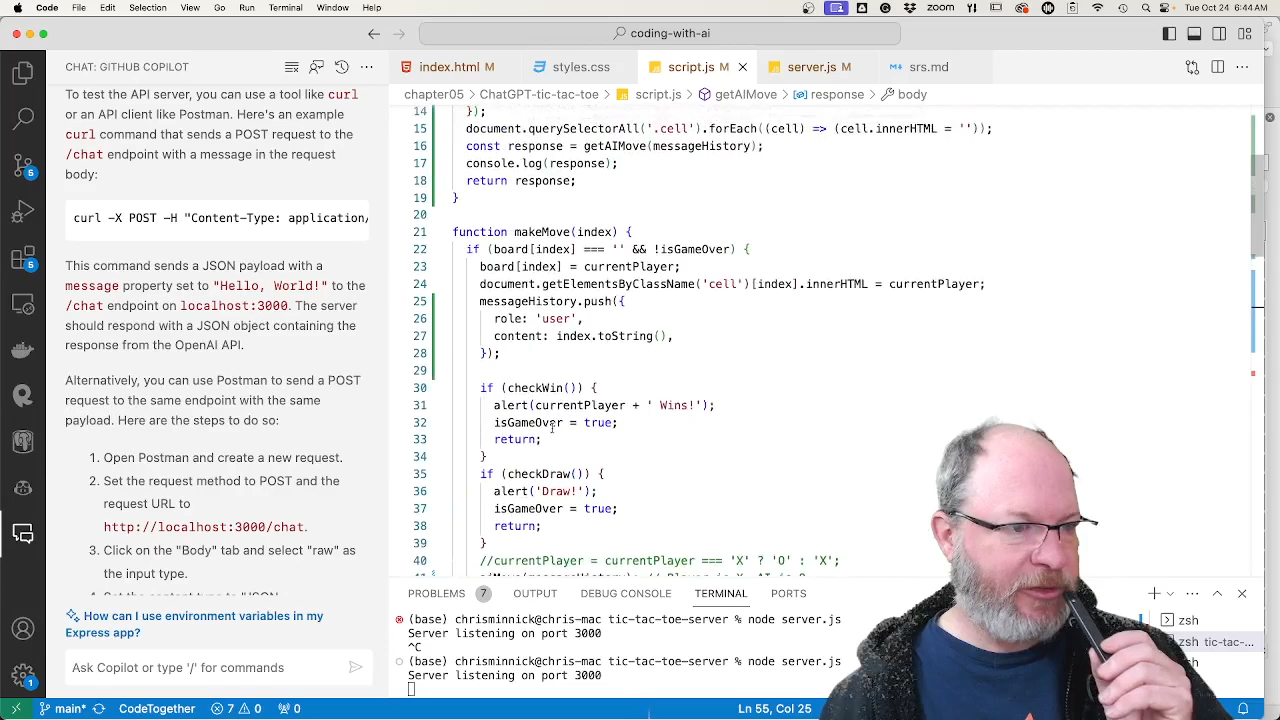 Code File Edit Selection View Go Run Terminal Window Help zoom Tue Oct 24 6:44 AM
coding-with-ai
CHAT: GITHUB COPILOT
index.html M styles.css script.js M server.js M srs.md
chapter05 > ChatGPT-tic-tac-toe > script.js > getAIMove > response > body
To test the API server, you can use a tool like curl
or an API client like Postman. Here's an example
curl command that sends a POST request to the
/chat endpoint with a message in the request
body:
curl -X POST -H "Content-Type: application/
This command sends a JSON payload with a
message property set to "Hello, World!" to the
/chat endpoint on localhost:3000. The server
should respond with a JSON object containing the
response from the OpenAI API.
Alternatively, you can use Postman to send a POST
request to the same endpoint with the same
payload. Here are the steps to do so:
1. Open Postman and create a new request.
2. Set the request method to POST and the
request URL to
http://localhost:3000/chat.
3. Click on the "Body" tab and select "raw" as
the input type.
How can I use environment variables in my
Express app?
Ask Copilot or type '/' for commands
14 });
15 document.querySelectorAll('.cell').forEach((cell) => (cell.innerHTML = ''));
16 const response = getAIMove(messageHistory);
17 console.log(response);
18 return response;
19 }
20
21 function makeMove(index) {
22 if (board[index] === '' && !isGameOver) {
23 board[index] = currentPlayer;
24 document.getElementsByClassName('cell')[index].innerHTML = currentPlayer;
25 messageHistory.push({
26 role: 'user',
27 content: index.toString(),
28 });
29
30 if (checkWin()) {
31 alert(currentPlayer + ' Wins!');
32 isGameOver = true;
33 return;
34 }
35 if (checkDraw()) {
36 alert('Draw!');
37 isGameOver = true;
38 return;
39 }
40 //currentPlayer = currentPlayer === 'X' ? 'O' : 'X';
PROBLEMS 7 OUTPUT DEBUG CONSOLE TERMINAL PORTS
(base) chrisminnick@chris-mac tic-tac-toe-server % node server.js
Server listening on port 3000
^C
(base) chrisminnick@chris-mac tic-tac-toe-server % node server.js
Server listening on port 3000
zsh
zsh tic-tac-...
5
5
1
main* CodeTogether 7 0 0 Ln 55, Col 25